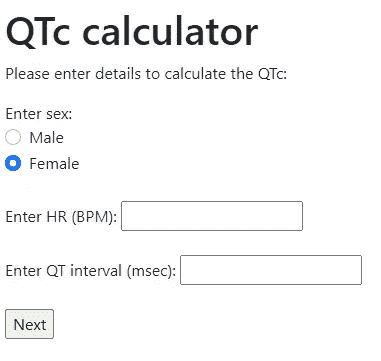 QTc calculator
Please enter details to calculate the QTc:
Enter sex:
Male
Female
Enter HR (BPM):
Enter QT interval (msec):
Next